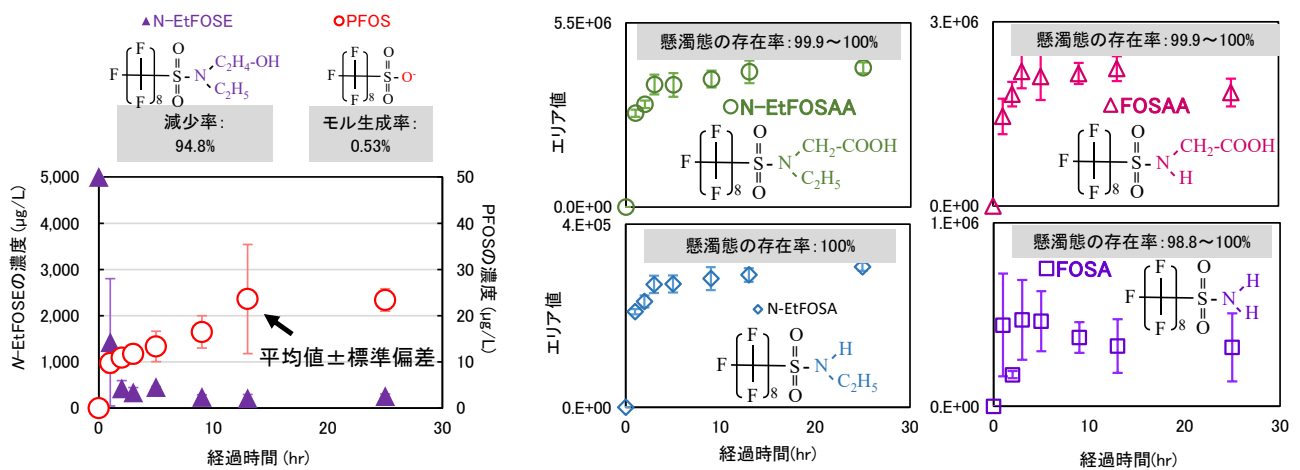 N-EtFOSE
PFOS
F
F
F
F
8
O
S
O
N
C₂H₄-OH
C₂H₅
F
F
F
F
8
O
S
O
O⁻
減少率：
94.8%
モル生成率：
0.53%
N-EtFOSEの濃度 (μg/L)
5,000
4,000
3,000
2,000
1,000
0
PFOSの濃度 (μg/L)
50
40
30
20
10
0
平均値±標準偏差
0
10
20
30
経過時間 (hr)
エリア値
5.5E+06
0.0E+00
懸濁態の存在率：99.9～100%
N-EtFOSAA
F
F
F
F
8
O
S
O
N
CH₂-COOH
C₂H₅
3.E+06
0.E+00
懸濁態の存在率：99.9～100%
FOSAA
F
F
F
F
8
O
S
O
N
CH₂-COOH
H
エリア値
4.E+05
0.E+00
懸濁態の存在率：100%
N-EtFOSA
F
F
F
F
8
O
S
O
N
H
C₂H₅
0
10
20
30
経過時間(hr)
1.E+06
0.E+00
懸濁態の存在率：98.8～100%
FOSA
F
F
F
F
8
O
S
O
N
H
H
0
10
20
30
経過時間(hr)